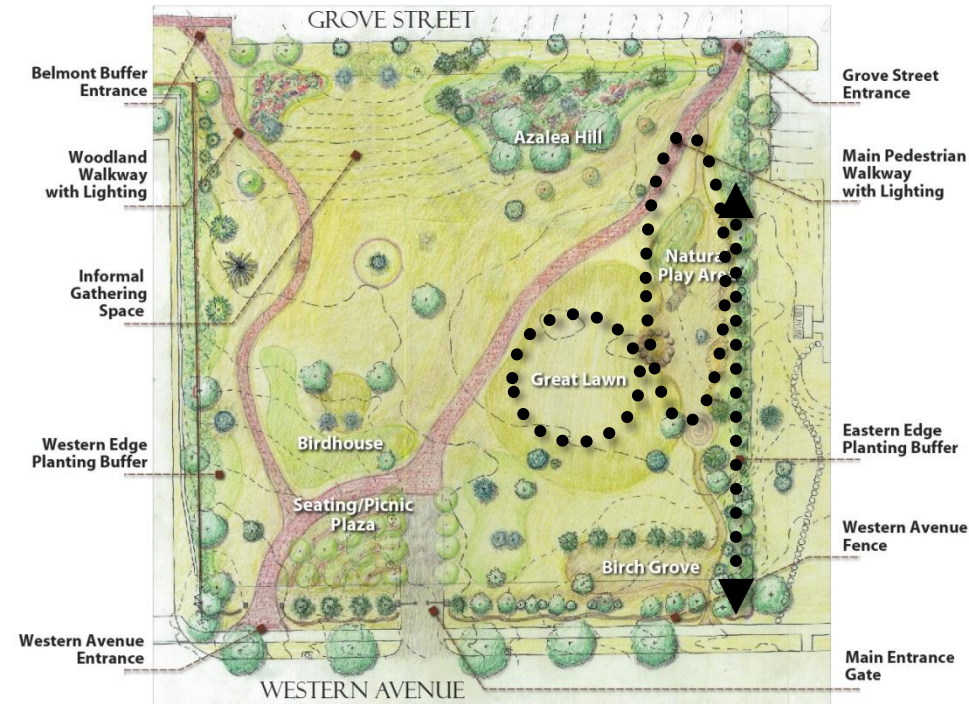 GROVE STREET
Belmont Buffer
Entrance
Woodland
Walkway
with Lighting
Informal
Gathering
Space
Western Edge
Planting Buffer
Western Avenue
Entrance
Azalea Hill
Natural
Play Area
Great Lawn
Birdhouse
Seating/Picnic
Plaza
Birch Grove
Grove Street
Entrance
Main Pedestrian
Walkway
with Lighting
Eastern Edge
Planting Buffer
Western Avenue
Fence
Main Entrance
Gate
WESTERN AVENUE